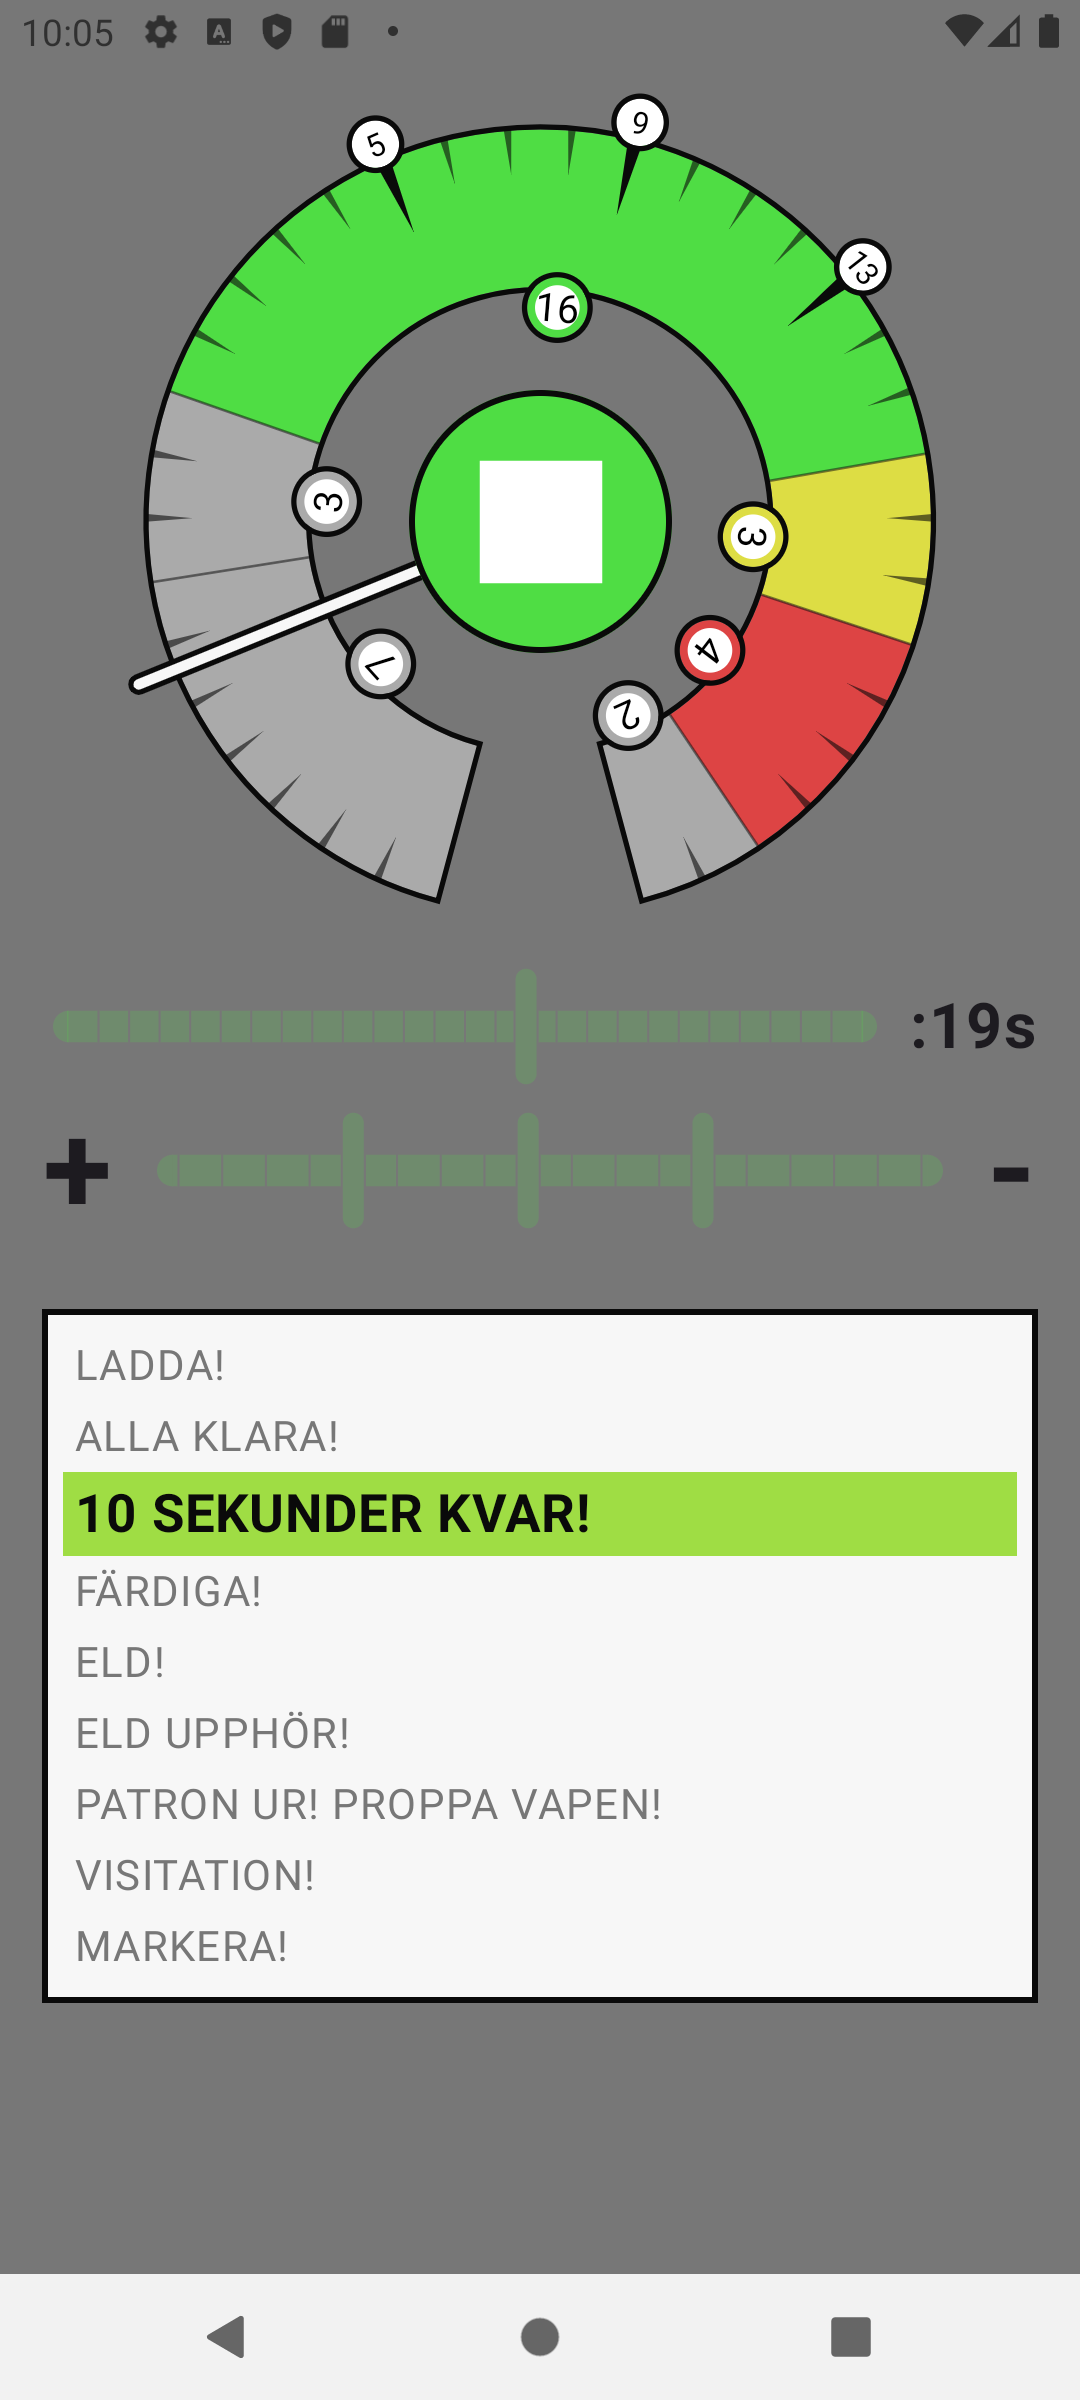 10:05
5
9
13
16
3
3
7
4
2
:19s
+ -
LADDA!
ALLA KLARA!
10 SEKUNDER KVAR!
FÄRDIGA!
ELD!
ELD UPPHÖR!
PATRON UR! PROPPA VAPEN!
VISITATION!
MARKERA!